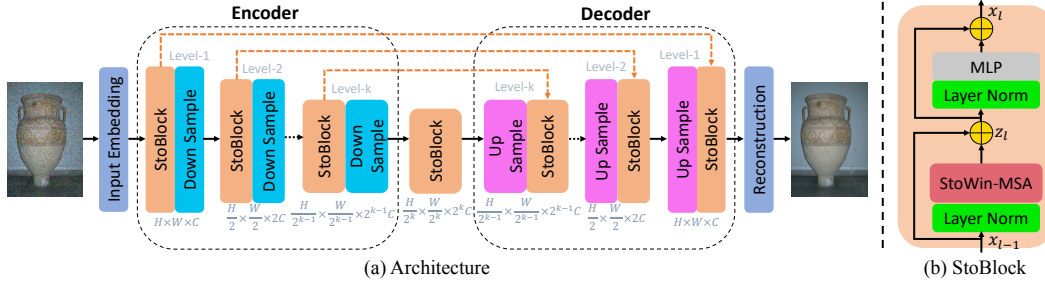 Encoder
Decoder
Level-1
Level-2
Level-k
Level-k
Level-2
Level-1
Input Embedding
StoBlock
Down Sample
StoBlock
Down Sample
StoBlock
Down
Sample
StoBlock
Up
Sample
StoBlock
Up Sample
StoBlock
Up Sample
StoBlock
Reconstruction
H×W×C
H/2 × W/2 ×2C
H/2^{k-1} × W/2^{k-1} ×2^{k-1}C
H/2^k × W/2^k ×2^kC
H/2^{k-1} × W/2^{k-1} ×2^{k-1}C
H/2 × W/2 ×2C
H×W×C
(a) Architecture
x_l
MLP
Layer Norm
z_l
StoWin-MSA
Layer Norm
x_{l-1}
(b) StoBlock